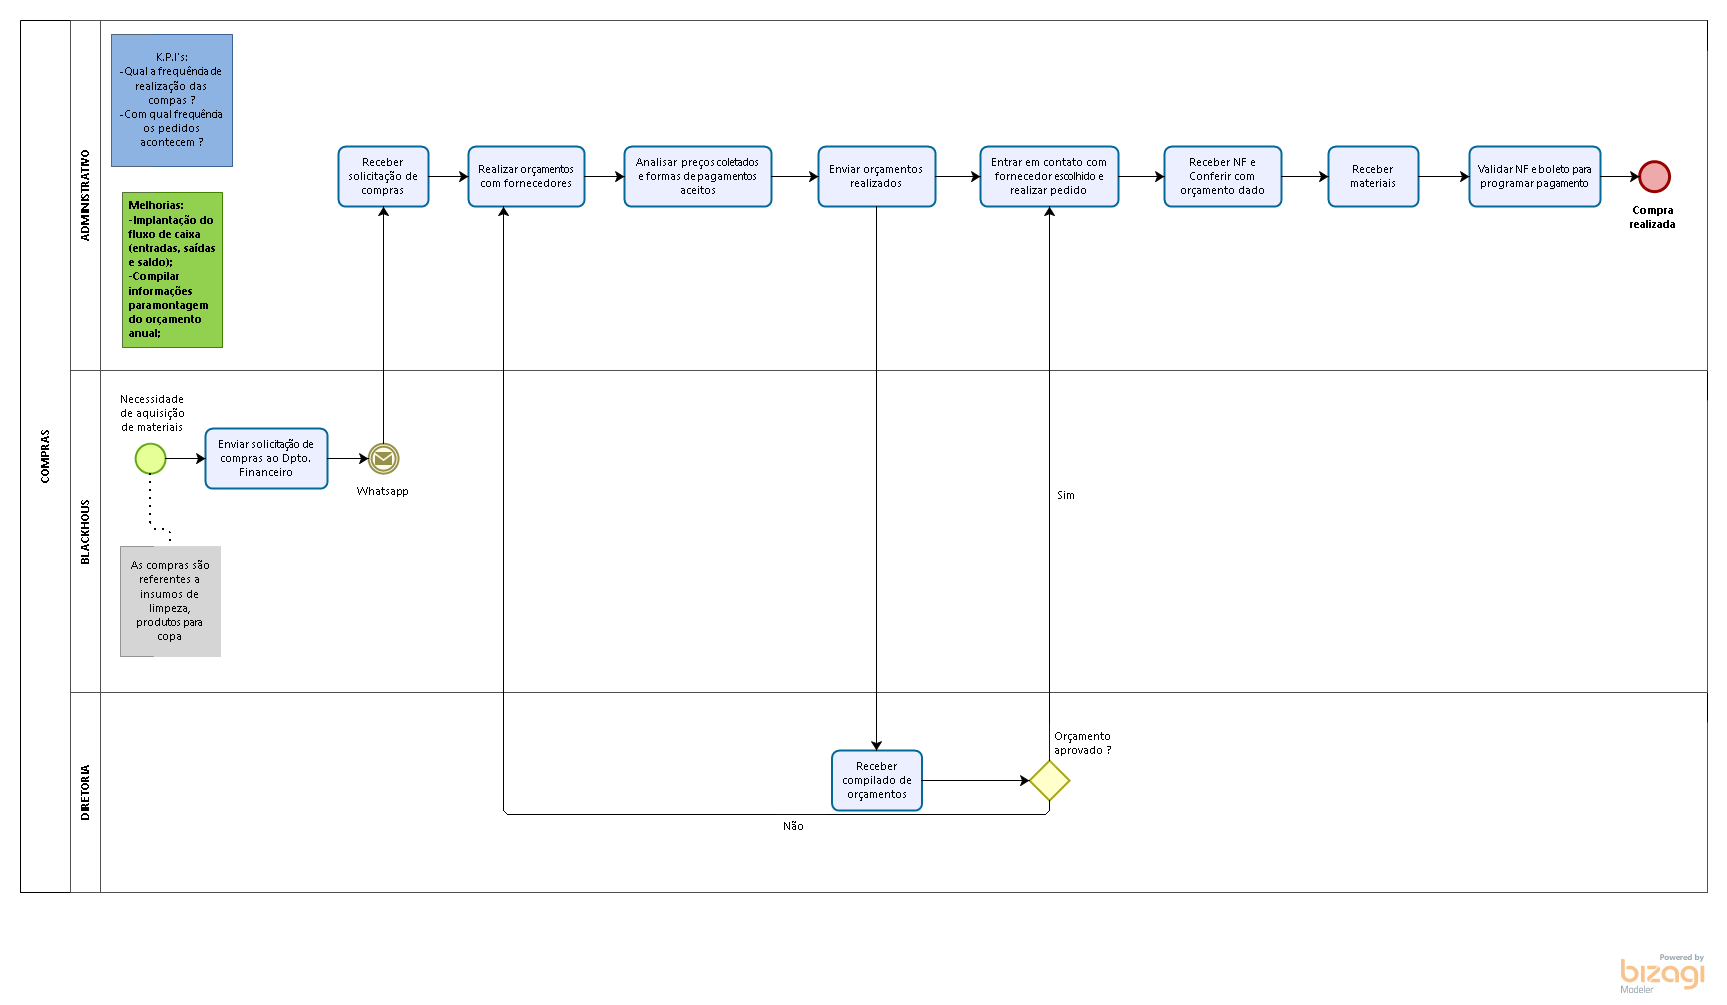 COMPRAS
ADMINISTRATIVO
K.P.I's:
-Qual a frequência de
realização das
compas ?
-Com qual frequência
os pedidos
acontecem ?
Melhorias:
-Implantação do
fluxo de caixa
(entradas, saídas
e saldo);
-Compilar
informações
para montagem
do orçamento
anual;
Receber
solicitação de
compras
Realizar orçamentos
com fornecedores
Analisar preços coletados
e formas de pagamentos
aceitos
Enviar orçamentos
realizados
Entrar em contato com
fornecedor escolhido e
realizar pedido
Receber NF e
Conferir com
orçamento dado
Receber
materiais
Validar NF e boleto para
programar pagamento
Compra
realizada
BLACKHOUS
Necessidade
de aquisição
de materiais
Enviar solicitação de
compras ao Dpto.
Financeiro
Whatsapp
Sim
As compras são
referentes a
insumos de
limpeza,
produtos para
copa
DIRETORIA
Receber
compilado de
orçamentos
Orçamento
aprovado ?
Não
Powered by
bizagi
Modeler